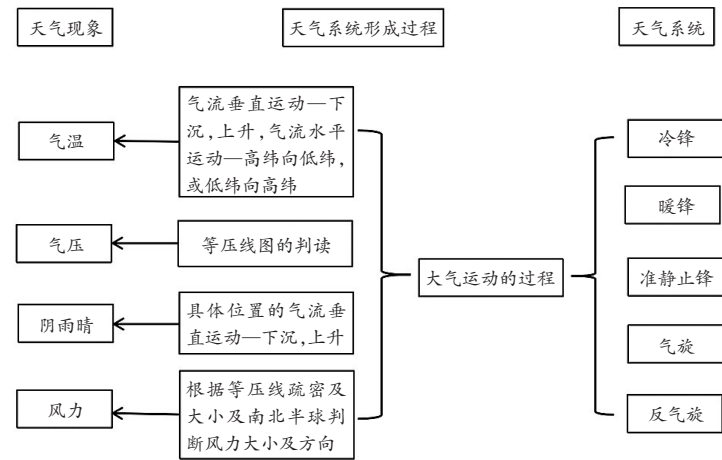 天气现象
天气系统形成过程
天气系统
气温
气流垂直运动—下
沉,上升,气流水平
运动—高纬向低纬,
或低纬向高纬
气压
等压线图的判读
阴雨晴
具体位置的气流垂
直运动—下沉,上升
风力
根据等压线疏密及
大小及南北半球判
断风力大小及方向
大气运动的过程
冷锋
暖锋
准静止锋
气旋
反气旋